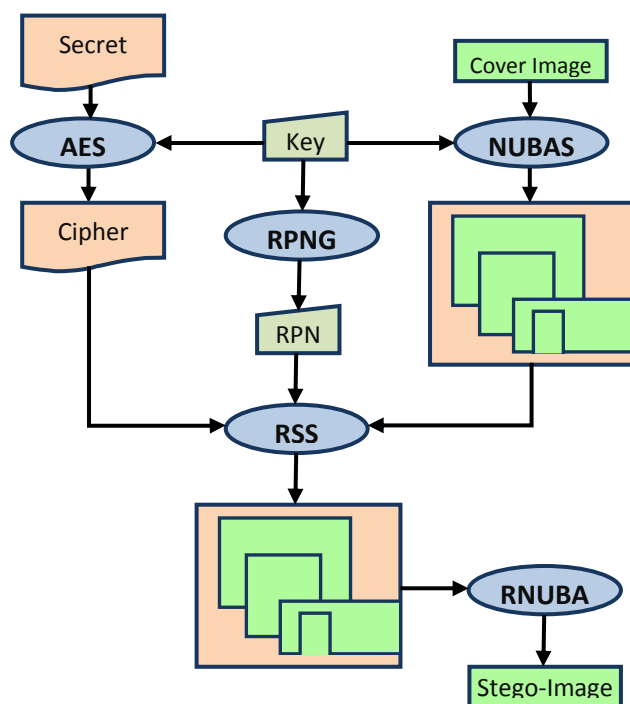 Secret
Cover Image
AES
Key
NUBAS
Cipher
RPNG
RPN
RSS
RNUBA
Stego-Image